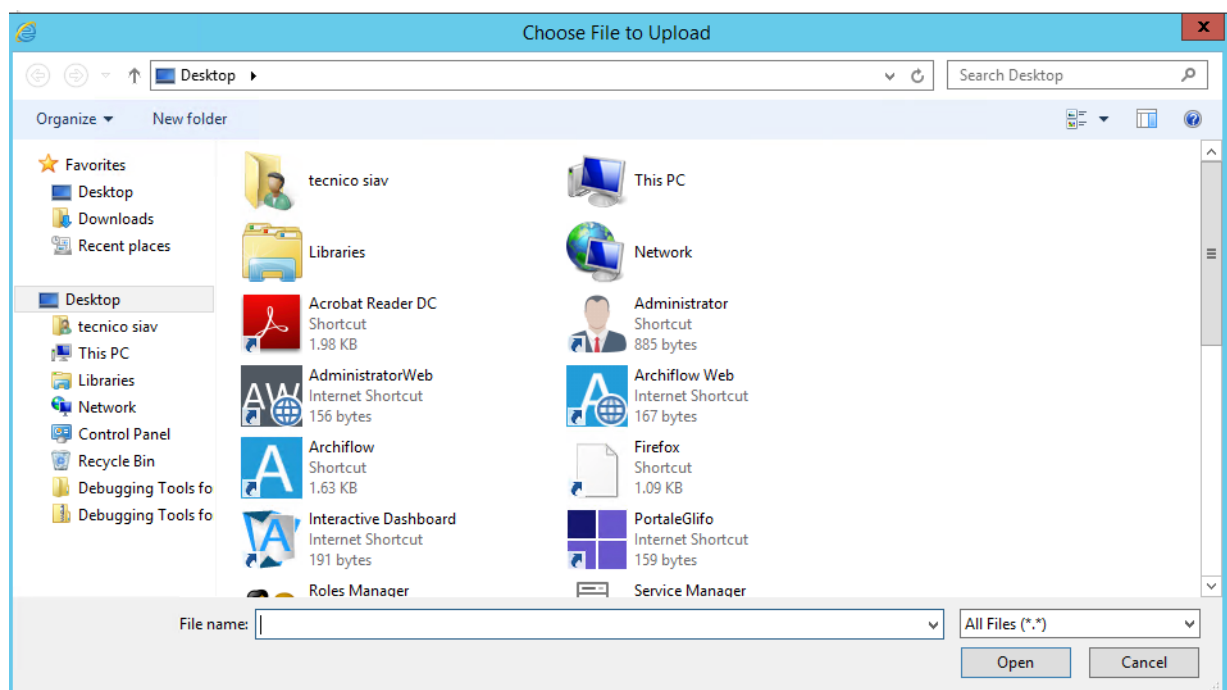 Choose File to Upload
x
Desktop
Search Desktop
Organize
New folder
Favorites
Desktop
Downloads
Recent places
Desktop
tecnico siav
This PC
Libraries
Network
Control Panel
Recycle Bin
Debugging Tools fo
Debugging Tools fo
tecnico siav
This PC
Libraries
Network
Acrobat Reader DC
Shortcut
1.98 KB
Administrator
Shortcut
885 bytes
AW
AdministratorWeb
Internet Shortcut
156 bytes
A
Archiflow Web
Internet Shortcut
167 bytes
A
Archiflow
Shortcut
1.63 KB
Firefox
Shortcut
1.09 KB
A
Interactive Dashboard
Internet Shortcut
191 bytes
PortaleGlifo
Internet Shortcut
159 bytes
Roles Manager
Service Manager
File name:
All Files (*.*)
Open
Cancel